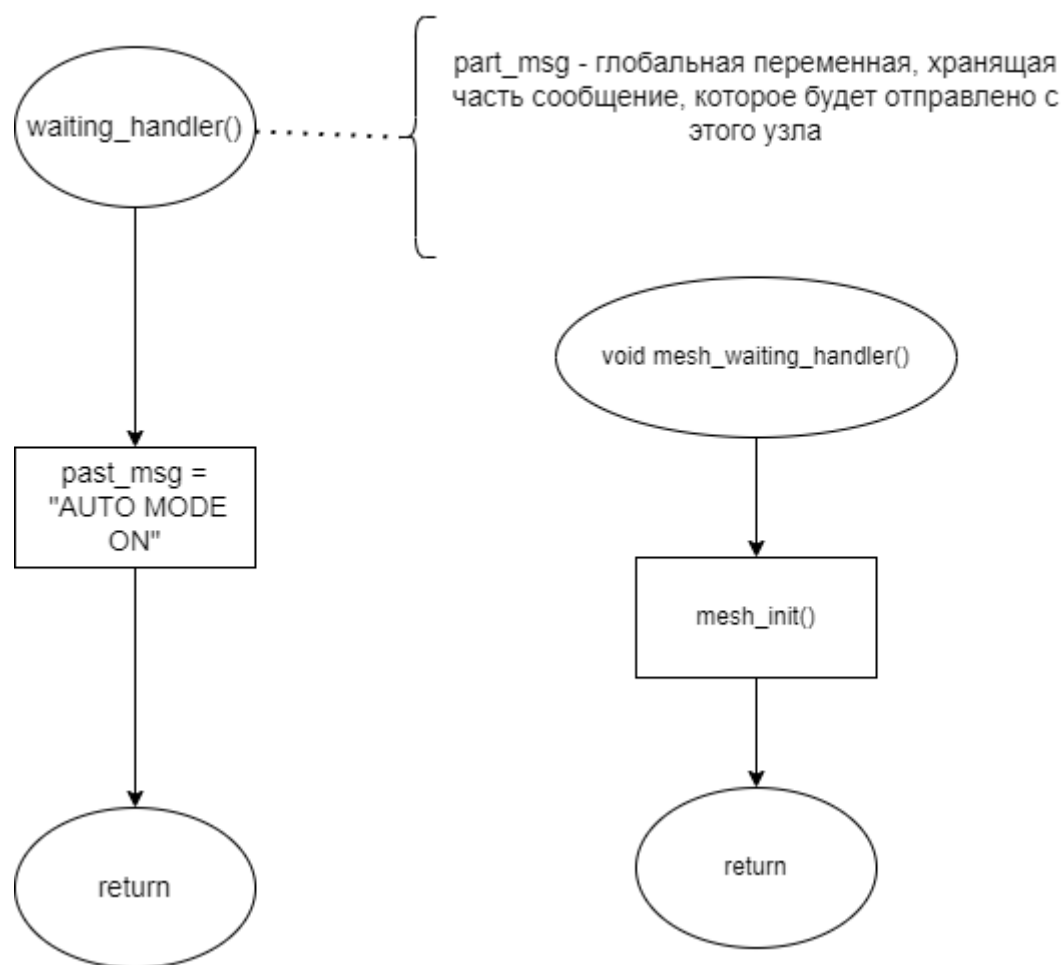 waiting_handler()
part_msg - глобальная переменная, хранящая
часть сообщение, которое будет отправлено с
этого узла
past_msg =
"AUTO MODE
ON"
return
void mesh_waiting_handler()
mesh_init()
return